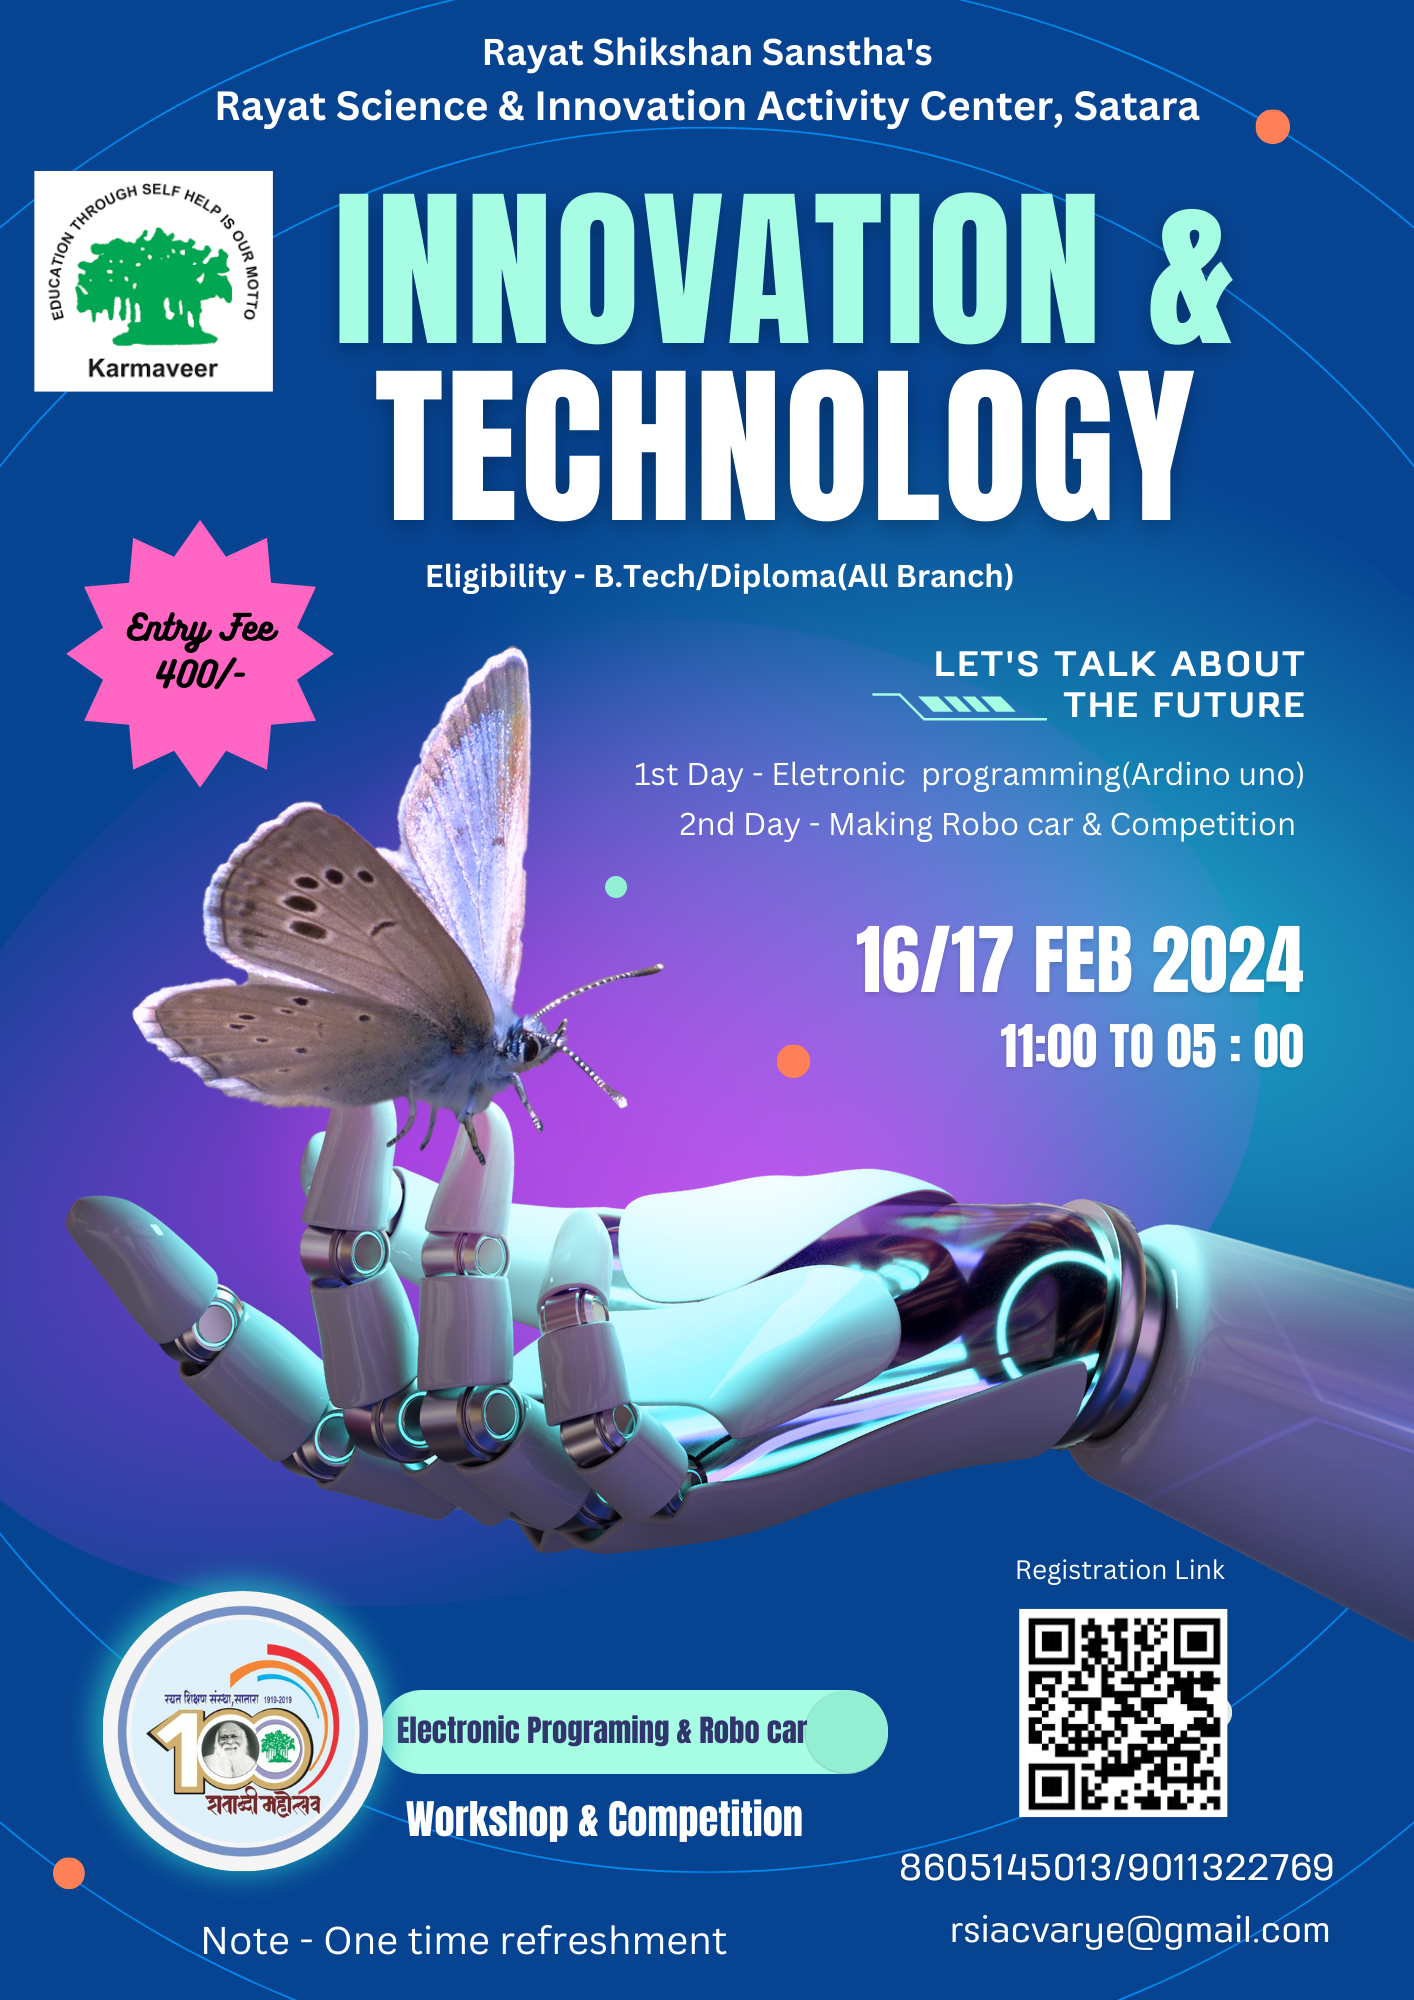 Rayat Shikshan Sanstha's
Rayat Science & Innovation Activity Center, Satara
EDUCATION THROUGH SELF HELP IS OUR MOTTO
Karmaveer
INNOVATION &
TECHNOLOGY
Eligibility - B.Tech/Diploma(All Branch)
Entry Fee
400/-
LET'S TALK ABOUT
THE FUTURE
1st Day - Eletronic programming(Ardino uno)
2nd Day - Making Robo car & Competition
16/17 FEB 2024
11:00 TO 05 : 00
Registration Link
रयत शिक्षण संस्था,सातारा 1919-2019
100
शताब्दी महोत्सव
Electronic Programing & Robo car
Workshop & Competition
8605145013/9011322769
rsiacvarye@gmail.com
Note - One time refreshment